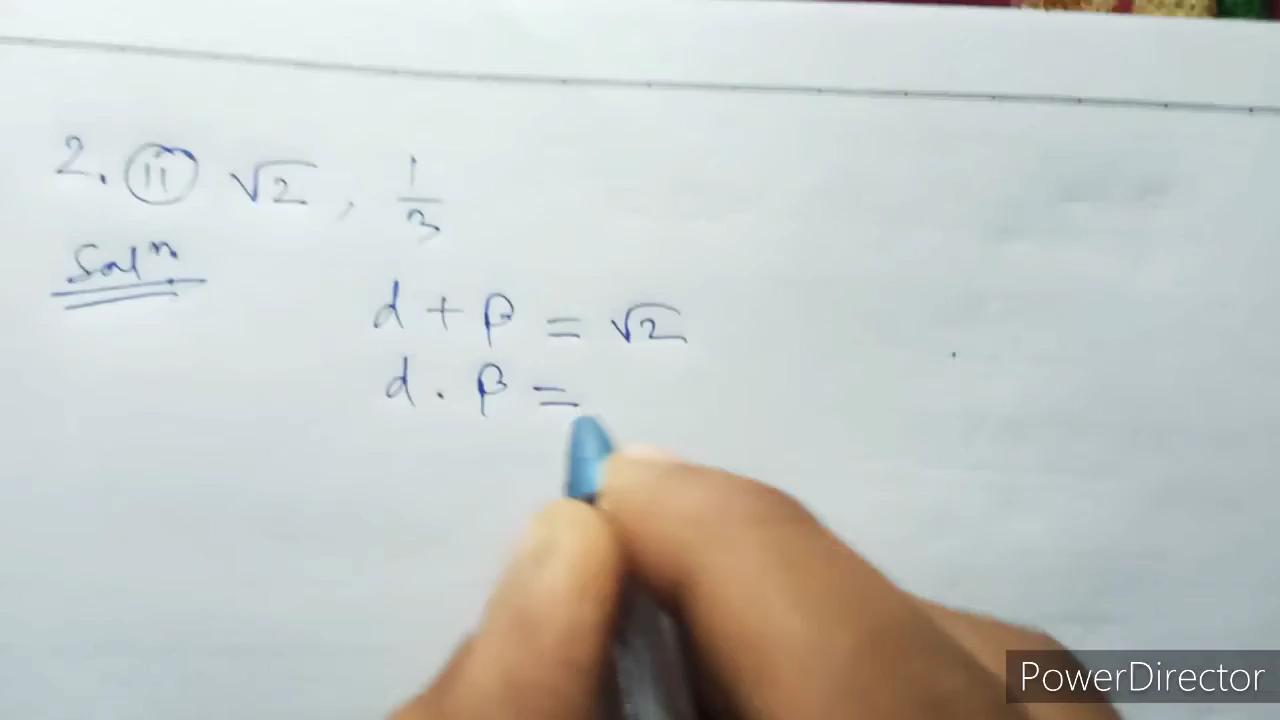 2. (ii) √2 , 1/3
Solⁿ
α + β = √2
α . β =
PowerDirector